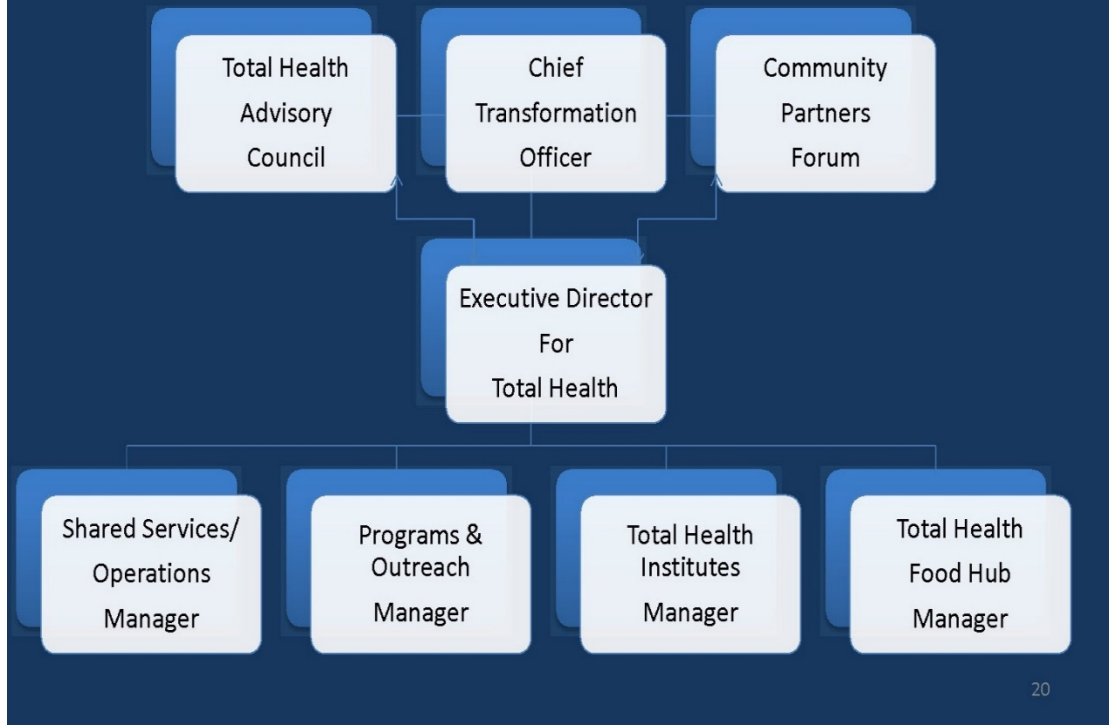 Total Health
Advisory
Council
Chief
Transformation
Officer
Community
Partners
Forum
Executive Director
For
Total Health
Shared Services/
Operations
Manager
Programs &
Outreach
Manager
Total Health
Institutes
Manager
Total Health
Food Hub
Manager
20